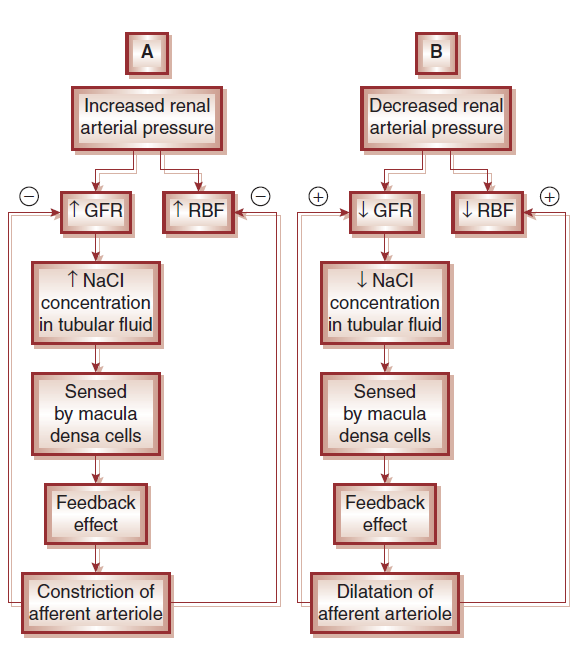 A
Increased renal
arterial pressure
− ↑ GFR
↑ RBF −
↑ NaCl
concentration
in tubular fluid
Sensed
by macula
densa cells
Feedback
effect
Constriction of
afferent arteriole
B
Decreased renal
arterial pressure
+ ↓ GFR
↓ RBF +
↓ NaCl
concentration
in tubular fluid
Sensed
by macula
densa cells
Feedback
effect
Dilatation of
afferent arteriole